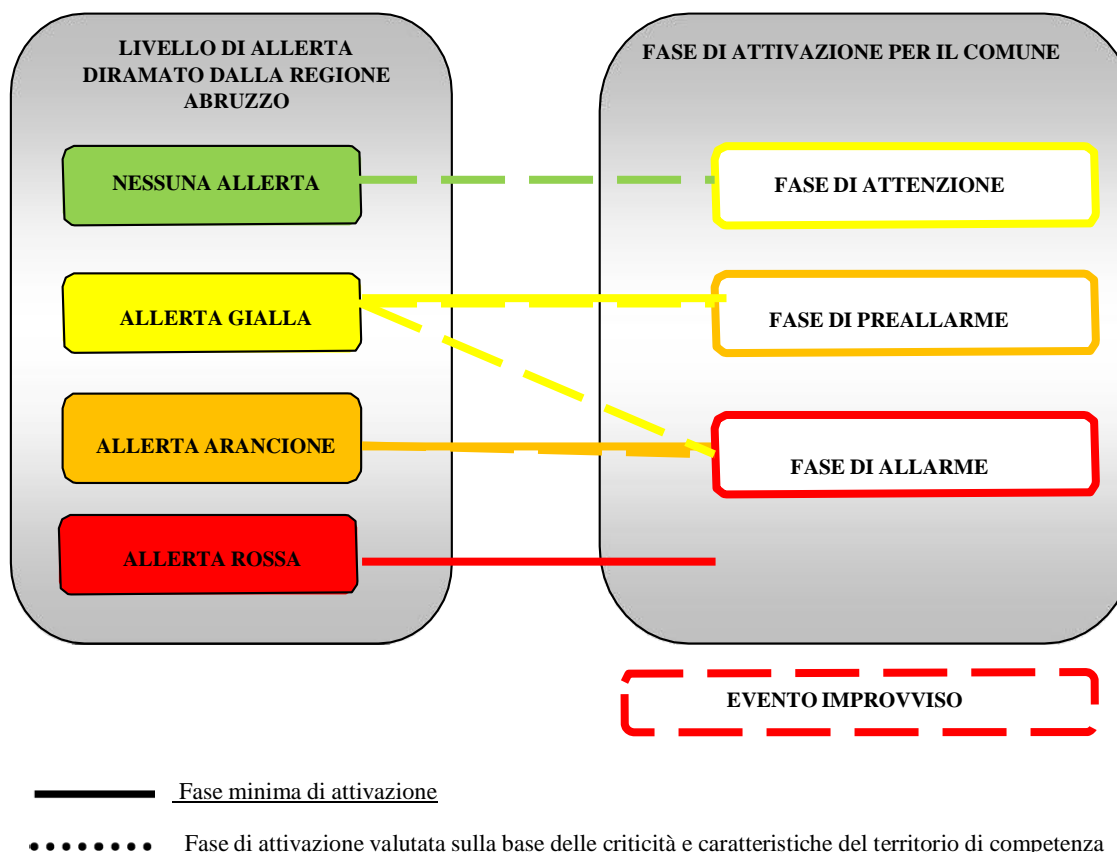 LIVELLO DI ALLERTA
DIRAMATO DALLA REGIONE
ABRUZZO
FASE DI ATTIVAZIONE PER IL COMUNE
NESSUNA ALLERTA
FASE DI ATTENZIONE
ALLERTA GIALLA
FASE DI PREALLARME
ALLERTA ARANCIONE
FASE DI ALLARME
ALLERTA ROSSA
EVENTO IMPROVVISO
Fase minima di attivazione
Fase di attivazione valutata sulla base delle criticità e caratteristiche del territorio di competenza